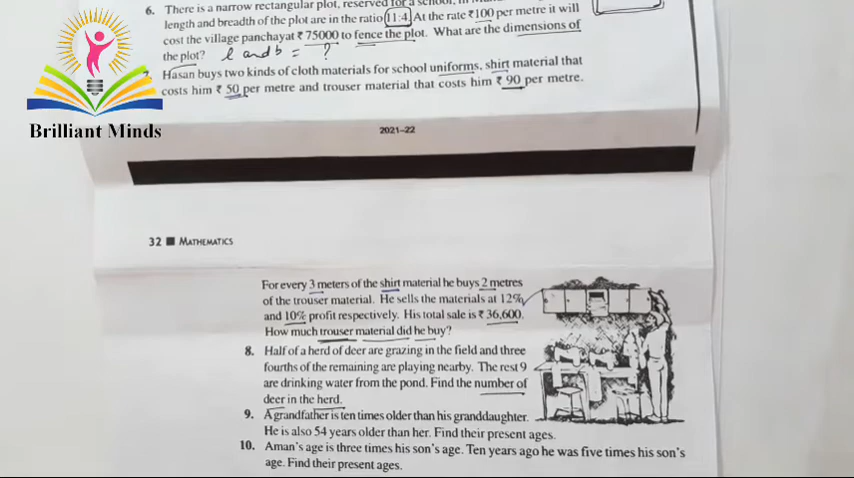 6. There is a narrow rectangular plot, reserved for a school, in
length and breadth of the plot are in the ratio 11:4. At the rate ₹100 per metre it will
cost the village panchayat ₹ 75000 to fence the plot. What are the dimensions of
the plot? l and b = ?
7. Hasan buys two kinds of cloth materials for school uniforms, shirt material that
costs him ₹ 50 per metre and trouser material that costs him ₹ 90 per metre.
Brilliant Minds
2021–22
32 ■ MATHEMATICS
For every 3 meters of the shirt material he buys 2 metres
of the trouser material. He sells the materials at 12%
and 10% profit respectively. His total sale is ₹ 36,600.
How much trouser material did he buy?
8. Half of a herd of deer are grazing in the field and three
fourths of the remaining are playing nearby. The rest 9
are drinking water from the pond. Find the number of
deer in the herd.
9. A grandfather is ten times older than his granddaughter.
He is also 54 years older than her. Find their present ages.
10. Aman's age is three times his son's age. Ten years ago he was five times his son's
age. Find their present ages.